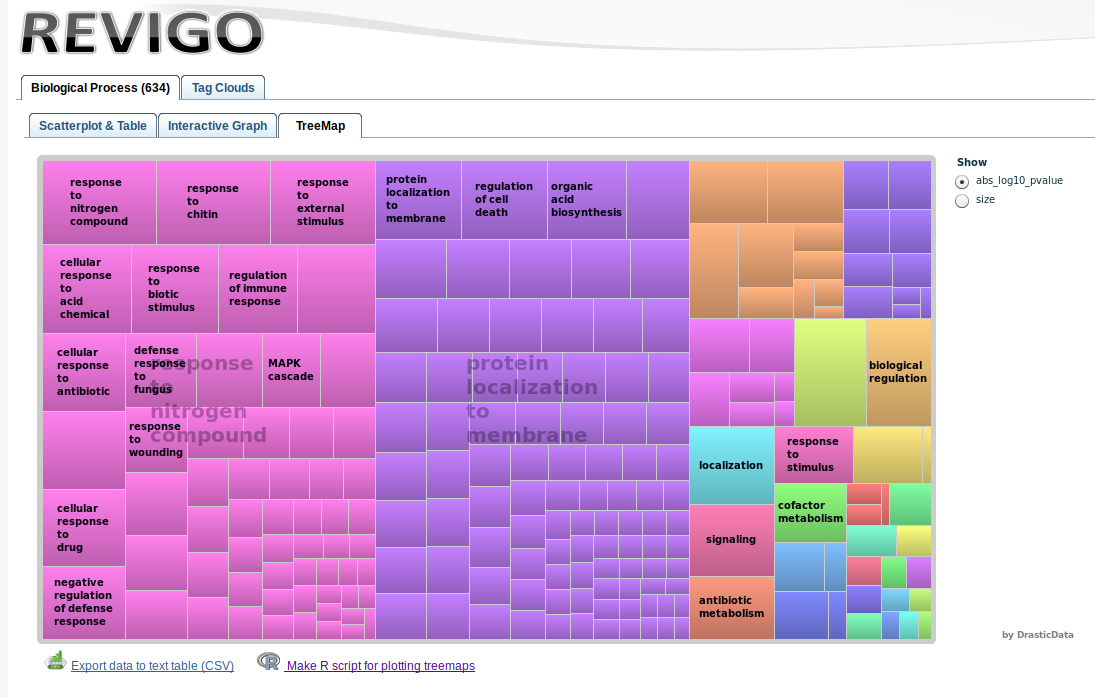 REVIGO
Biological Process (634)
Tag Clouds
Scatterplot & Table
Interactive Graph
TreeMap
response
to
nitrogen
compound
response
to
chitin
response
to
external
stimulus
protein
localization
to
membrane
regulation
of cell
death
organic
acid
biosynthesis
cellular
response
to
acid
chemical
response
to
biotic
stimulus
regulation
of immune
response
cellular
response
to
antibiotic
defense
response
to
fungus
MAPK
cascade
response
to
nitrogen
compound
protein
localization
to
membrane
response
to
wounding
cellular
response
to
drug
negative
regulation
of defense
response
biological
regulation
localization
response
to
stimulus
cofactor
metabolism
signaling
antibiotic
metabolism
Show
abs_log10_pvalue
size
by DrasticData
Export data to text table (CSV)
R
Make R script for plotting treemaps